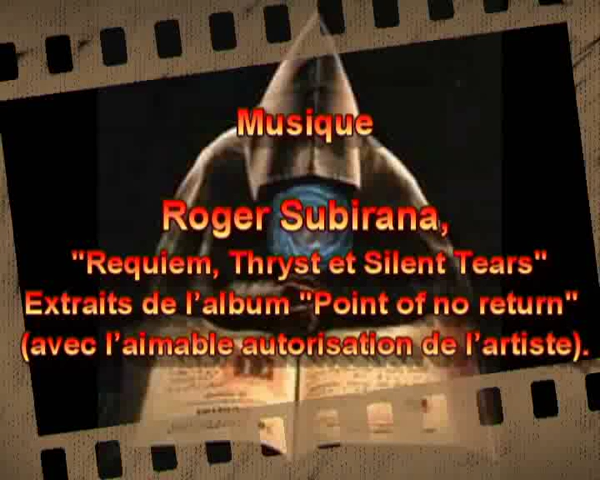 Musique
Roger Subirana,
"Requiem, Thryst et Silent Tears"
Extraits de l'album "Point of no return"
(avec l'aimable autorisation de l'artiste).